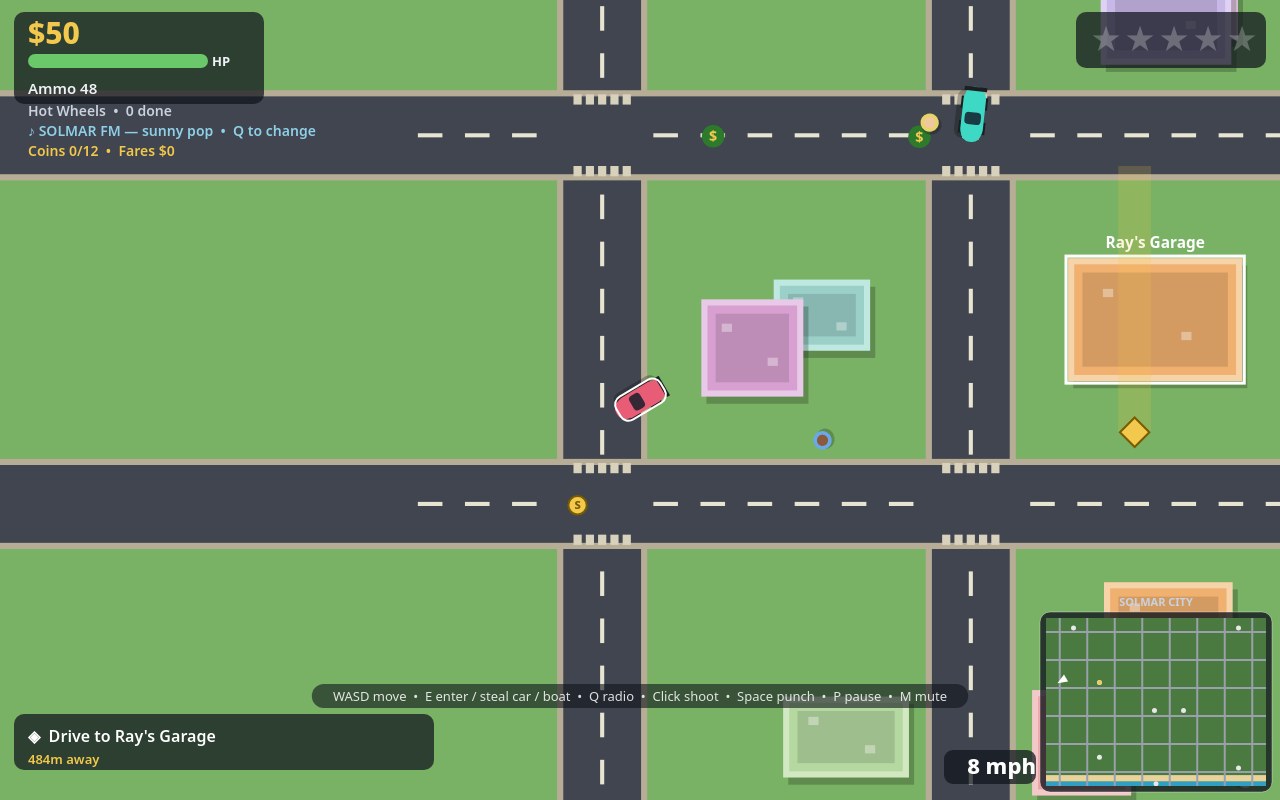 $50
HP
Ammo 48
Hot Wheels • 0 done
♪ SOLMAR FM — sunny pop • Q to change
Coins 0/12 • Fares $0
$
$
Ray's Garage
S
SOLMAR CITY
WASD move • E enter / steal car / boat • Q radio • Click shoot • Space punch • P pause • M mute
◈ Drive to Ray's Garage
484m away
8 mph